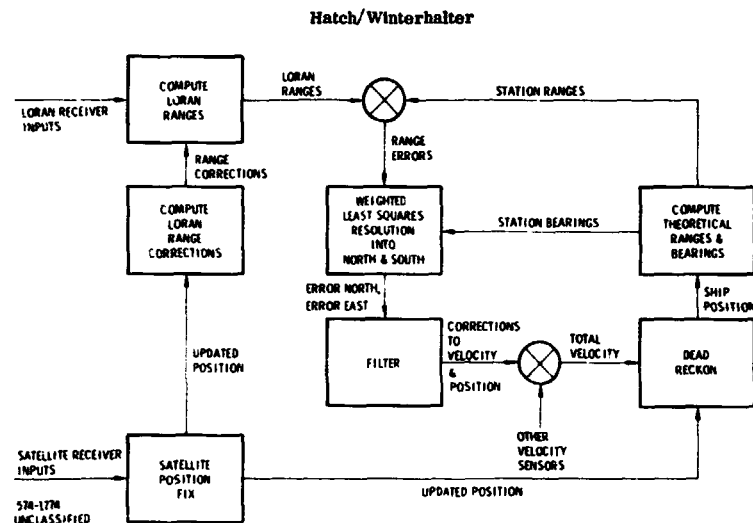 Hatch/Winterhalter
COMPUTE
LORAN
RANGES
LORAN
RANGES
STATION RANGES
LORAN RECEIVER
INPUTS
RANGE
CORRECTIONS
RANGE
ERRORS
COMPUTE
LORAN
RANGE
CORRECTIONS
WEIGHTED
LEAST SQUARES
RESOLUTION
INTO
NORTH & SOUTH
STATION BEARINGS
COMPUTE
THEORETICAL
RANGES &
BEARINGS
ERROR NORTH,
ERROR EAST
SHIP
POSITION
UPDATED
POSITION
FILTER
CORRECTIONS
TO
VELOCITY
&
POSITION
TOTAL
VELOCITY
DEAD
RECKON
SATELLITE RECEIVER
INPUTS
SATELLITE
POSITION
FIX
OTHER
VELOCITY
SENSORS
UPDATED POSITION
574-1774
UNCLASSIFIED